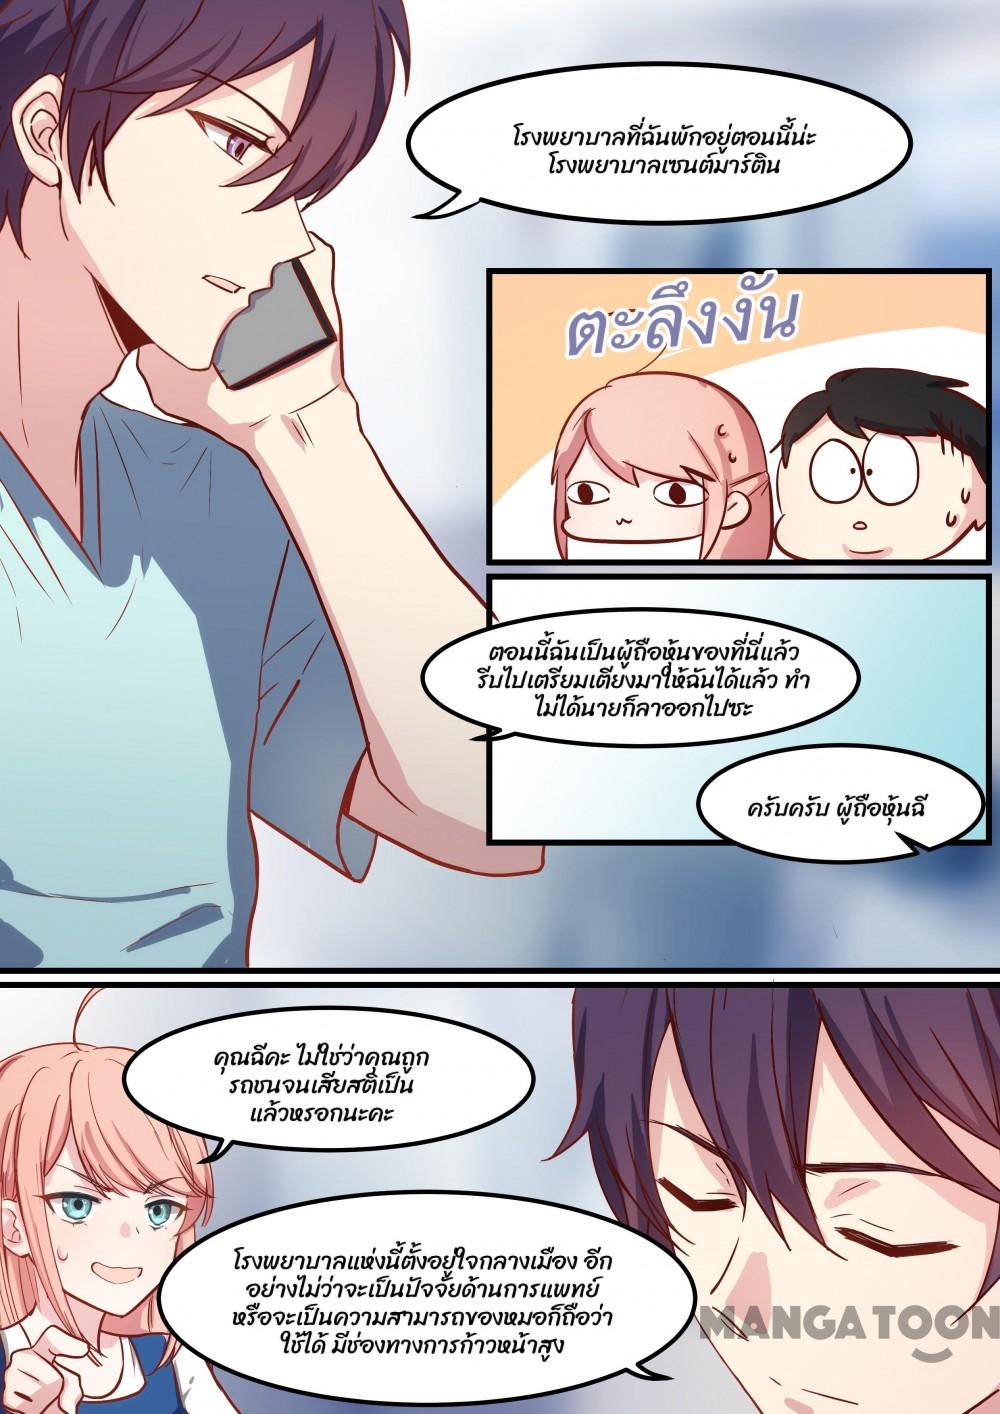 โรงพยาบาลที่ฉันพักอยู่ตอนนี้น่ะ
โรงพยาบาลเซนต์มาร์ติน
ตะลึงงัน
ตอนนี้ฉันเป็นผู้ถือหุ้นของที่นี่แล้ว
รีบไปเตรียมเตียงมาให้ฉันได้แล้ว ทำ
ไม่ได้นายก็ลาออกไปซะ
ครับครับ ผู้ถือหุ้นฉี
คุณฉีคะ ไม่ใช่ว่าคุณถูก
รถชนจนเสียสติเป็น
แล้วหรอกนะคะ
โรงพยาบาลแห่งนี้ตั้งอยู่ใจกลางเมือง อีก
อย่างไม่ว่าจะเป็นปัจจัยด้านการแพทย์
หรือจะเป็นความสามารถของหมอก็ถือว่า
ใช้ได้ มีช่องทางการก้าวหน้าสูง
MANGATOON